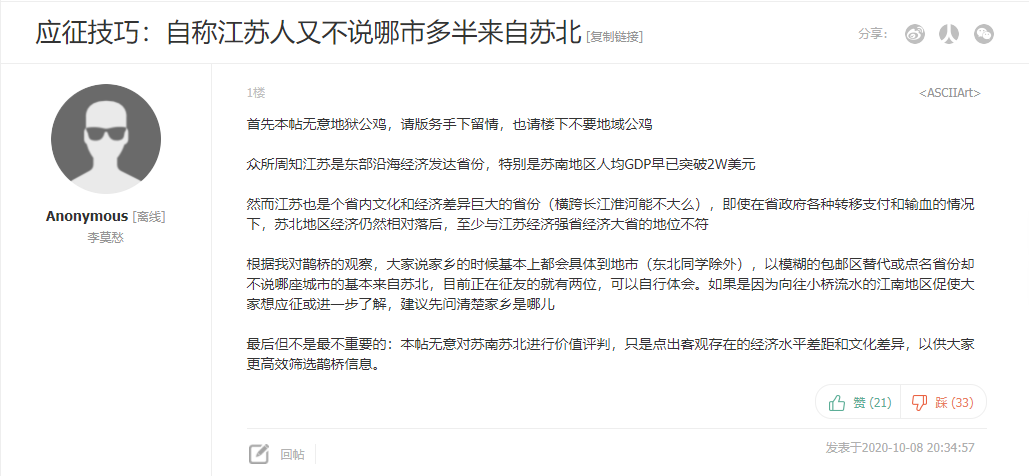 应征技巧：自称江苏人又不说哪市多半来自苏北 [复制链接]
分享：
1楼
<ASCIIArt>
首先本帖无意地狱公鸡，请版务手下留情，也请楼下不要地域公鸡
众所周知江苏是东部沿海经济发达省份，特别是苏南地区人均GDP早已突破2W美元
然而江苏也是个省内文化和经济差异巨大的省份（横跨长江淮河能不大么），即使在省政府各种转移支付和输血的情况
下，苏北地区经济仍然相对落后，至少与江苏经济强省经济大省的地位不符
根据我对鹊桥的观察，大家说家乡的时候基本上都会具体到地市（东北同学除外），以模糊的包邮区替代或点名省份却
不说哪座城市的基本来自苏北，目前正在征友的就有两位，可以自行体会。如果是因为向往小桥流水的江南地区促使大
家想应征或进一步了解，建议先问清楚家乡是哪儿
最后但不是最不重要的：本帖无意对苏南苏北进行价值评判，只是点出客观存在的经济水平差距和文化差异，以供大家
更高效筛选鹊桥信息。
Anonymous [离线]
李莫愁
赞 (21)
踩 (33)
回帖
发表于2020-10-08 20:34:57